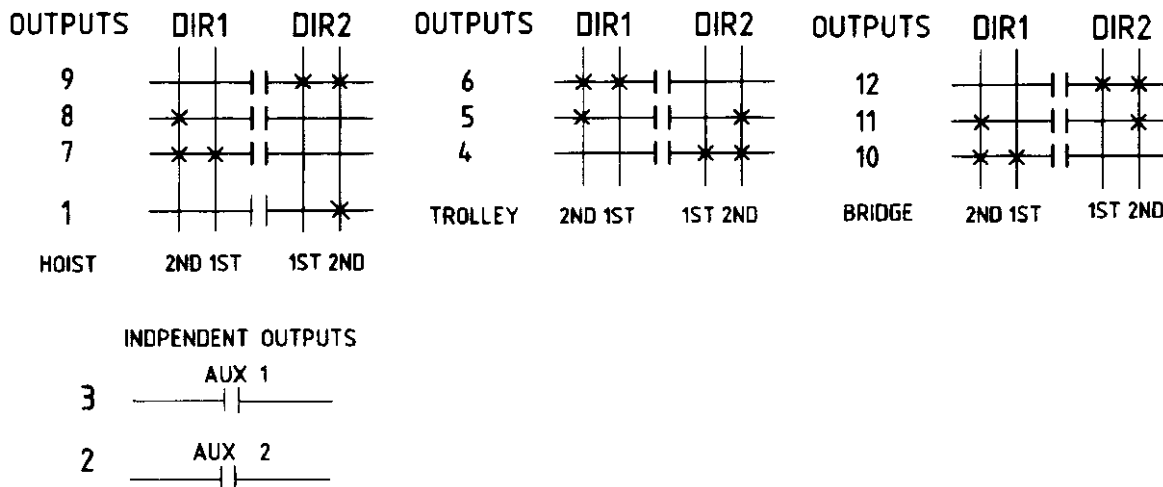 OUTPUTS DIR1 DIR2
9
8
7
1
HOIST 2ND 1ST 1ST 2ND
OUTPUTS DIR1 DIR2
6
5
4
TROLLEY 2ND 1ST 1ST 2ND
OUTPUTS DIR1 DIR2
12
11
10
BRIDGE 2ND 1ST 1ST 2ND
INDPENDENT OUTPUTS
3 AUX 1
2 AUX 2